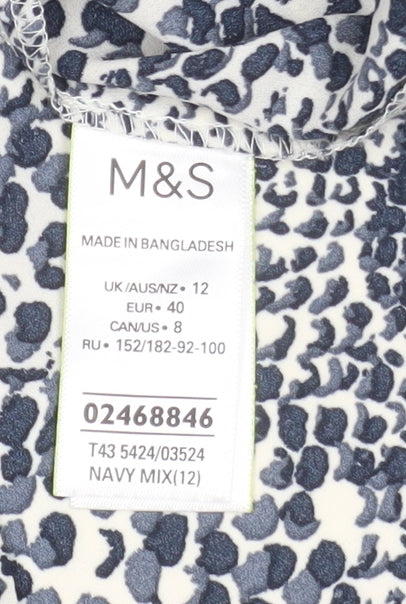 M&S
MADE IN BANGLADESH
UK/AUS/NZ• 12
EUR• 40
CAN/US• 8
RU• 152/182-92-100
02468846
T43 5424/03524
NAVY MIX(12)